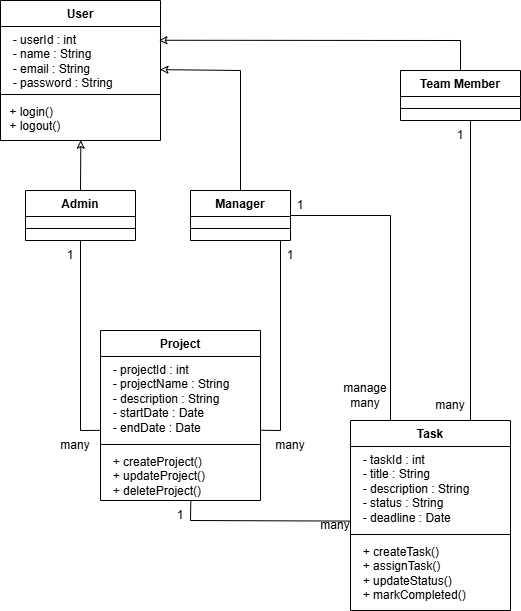 User
- userId : int
- name : String
- email : String
- password : String
+ login()
+ logout()
Team Member
1
Admin
1
Manager
1
1
Project
- projectId : int
- projectName : String
- description : String
- startDate : Date
- endDate : Date
+ createProject()
+ updateProject()
+ deleteProject()
many
many
manage
many
many
1
many
Task
- taskId : int
- title : String
- description : String
- status : String
- deadline : Date
+ createTask()
+ assignTask()
+ updateStatus()
+ markCompleted()